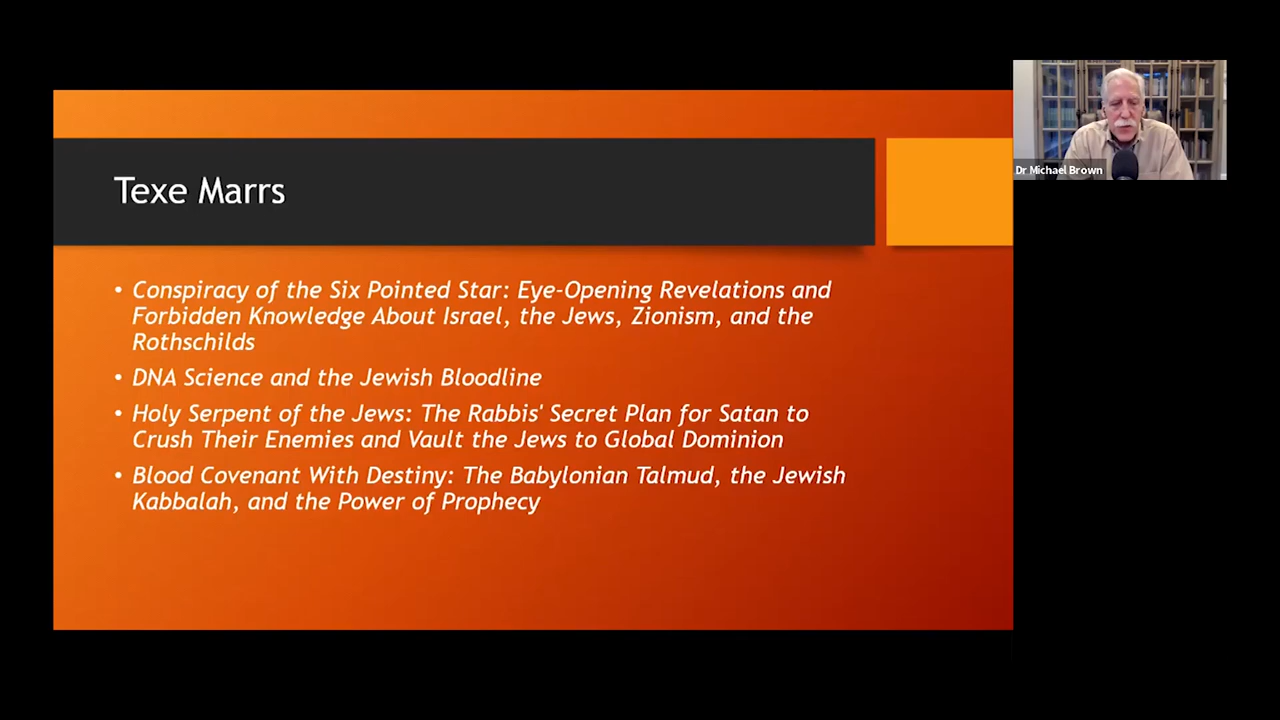 Texe Marrs
• Conspiracy of the Six Pointed Star: Eye-Opening Revelations and
Forbidden Knowledge About Israel, the Jews, Zionism, and the
Rothschilds
• DNA Science and the Jewish Bloodline
• Holy Serpent of the Jews: The Rabbis' Secret Plan for Satan to
Crush Their Enemies and Vault the Jews to Global Dominion
• Blood Covenant With Destiny: The Babylonian Talmud, the Jewish
Kabbalah, and the Power of Prophecy
Dr Michael Brown